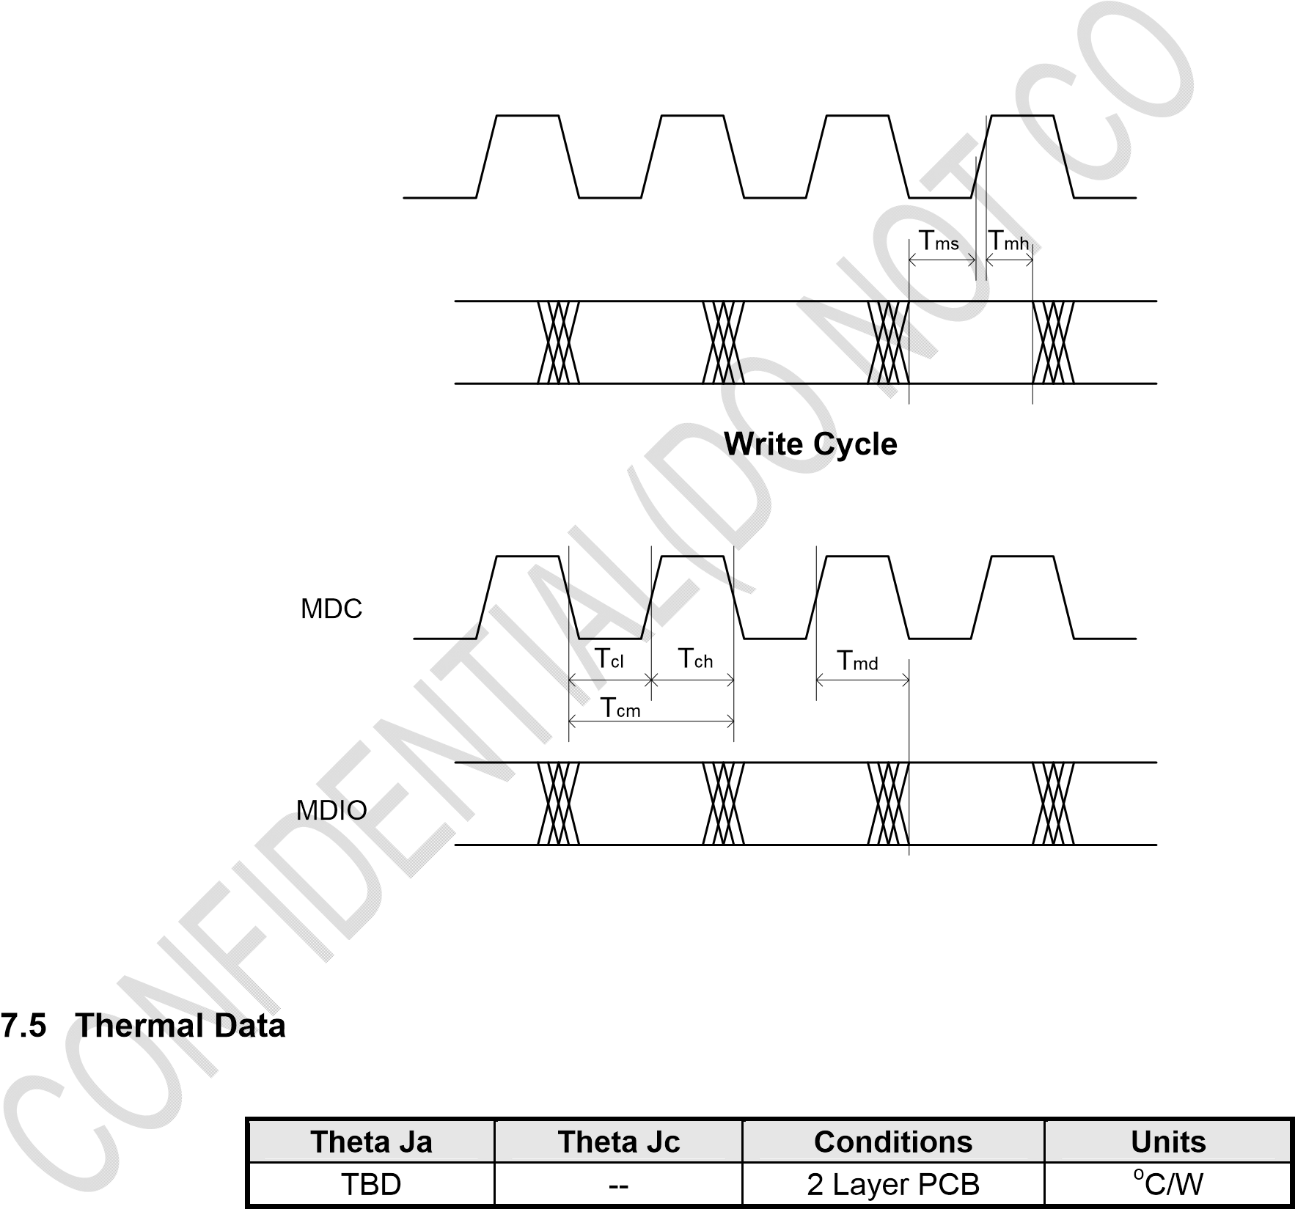 Tms Tmh
Write Cycle
MDC
Tcl Tch Tmd
Tcm
MDIO
7.5 Thermal Data
Theta Ja Theta Jc Conditions Units
TBD -- 2 Layer PCB °C/W
CONFIDENTIAL(DO NOT CO